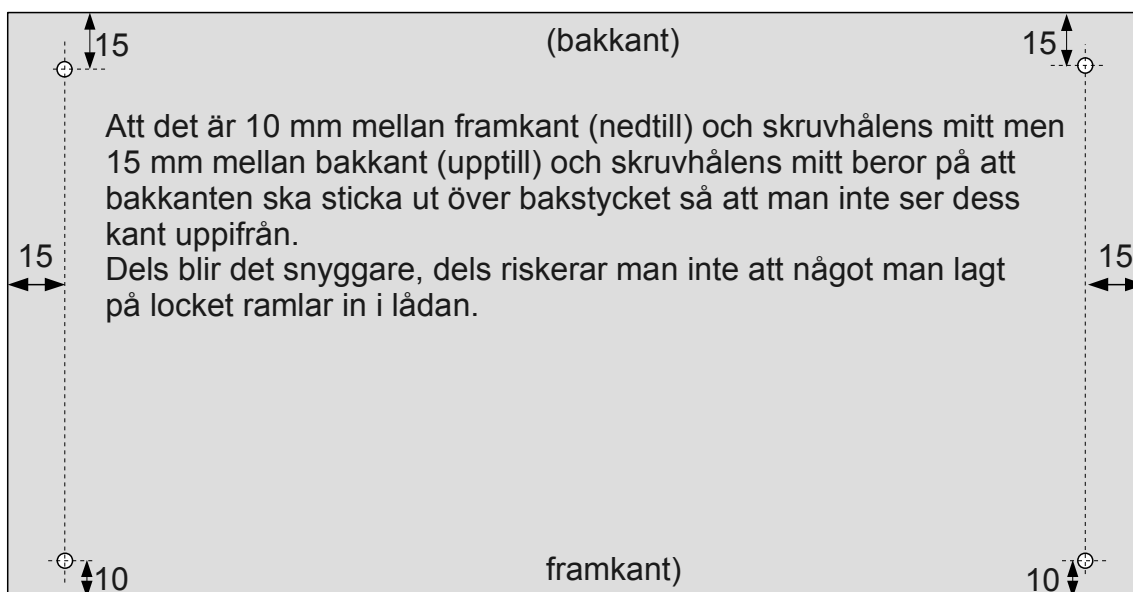 15 (bakkant) 15
Att det är 10 mm mellan framkant (nedtill) och skruvhålens mitt men
15 mm mellan bakkant (upptill) och skruvhålens mitt beror på att
bakkanten ska sticka ut över bakstycket så att man inte ser dess
kant uppifrån.
15 15
Dels blir det snyggare, dels riskerar man inte att något man lagt
på locket ramlar in i lådan.
10 framkant) 10